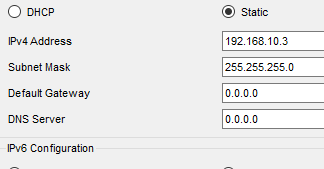 DHCP Static
IPv4 Address 192.168.10.3
Subnet Mask 255.255.255.0
Default Gateway 0.0.0.0
DNS Server 0.0.0.0
IPv6 Configuration